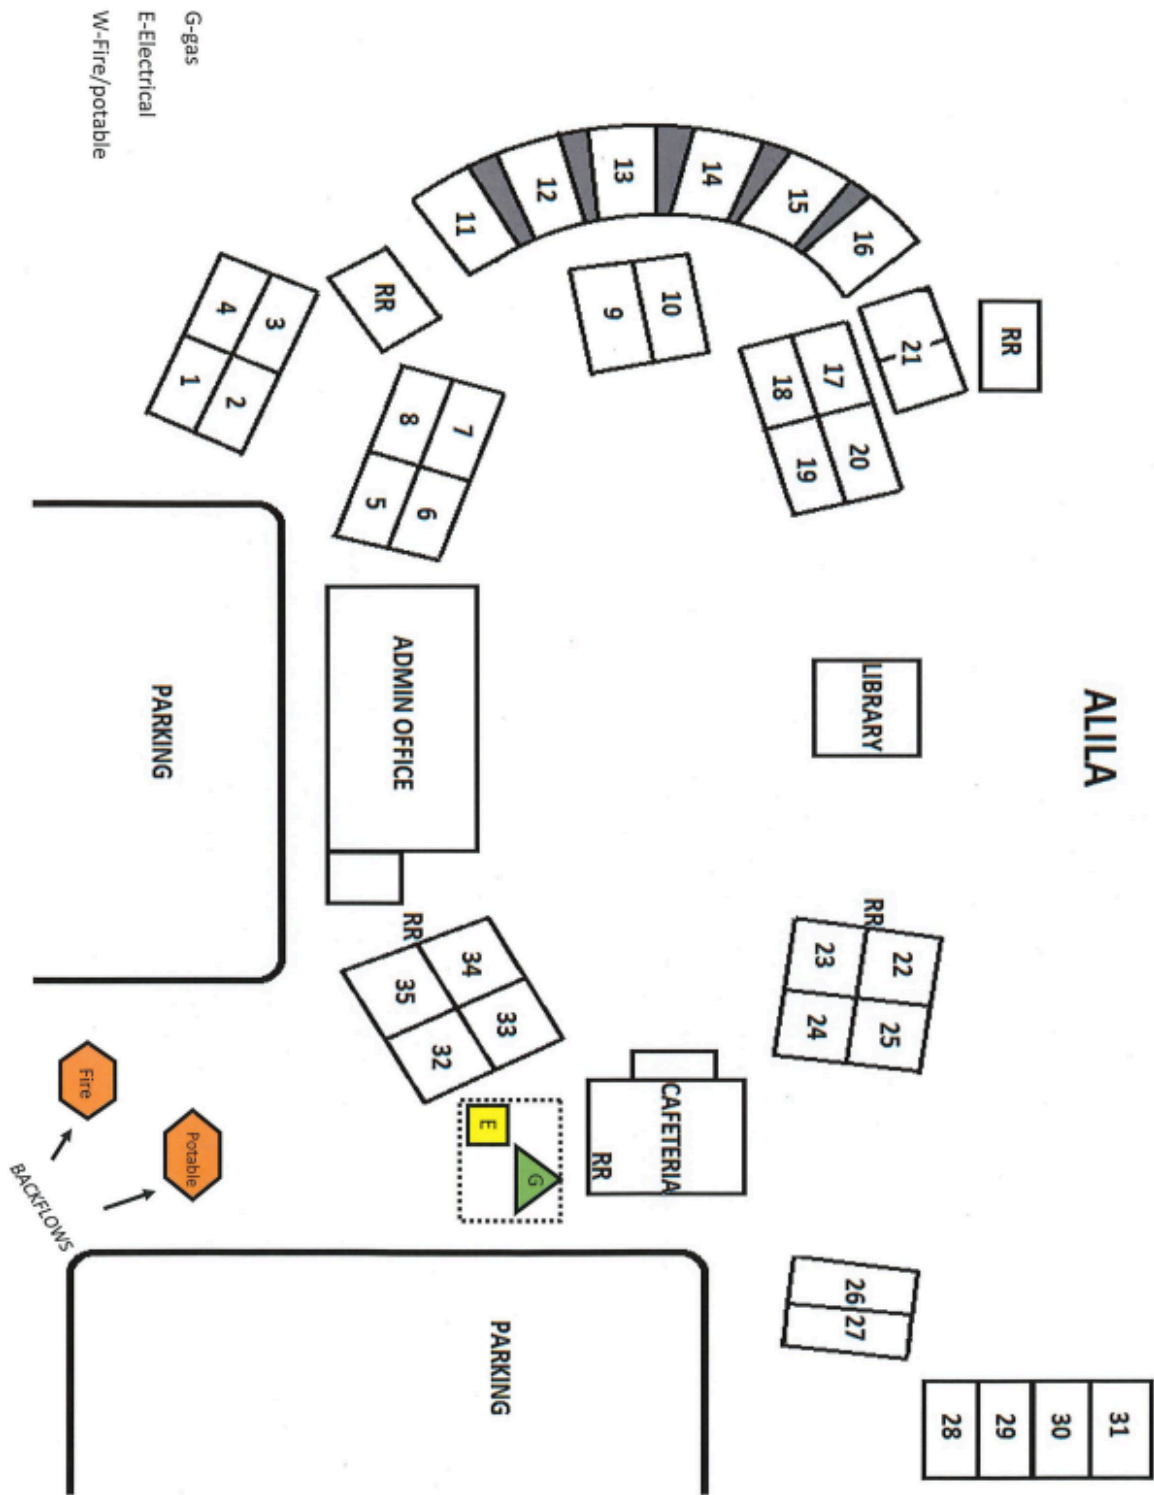 ALILA
31
30
RR
29
28
21
22
25
RR
16
20
LIBRARY
26 27
17
23
24
15
19
18
14
10
CAFETERIA
13
9
RR
12
G
33
PARKING
E
11
34
7
32
6
RR
8
35
ADMIN OFFICE
RR
5
3
2
4
1
G-gas
Potable
PARKING
E-Electrical
W-Fire/potable
Fire
BACKFLOWS